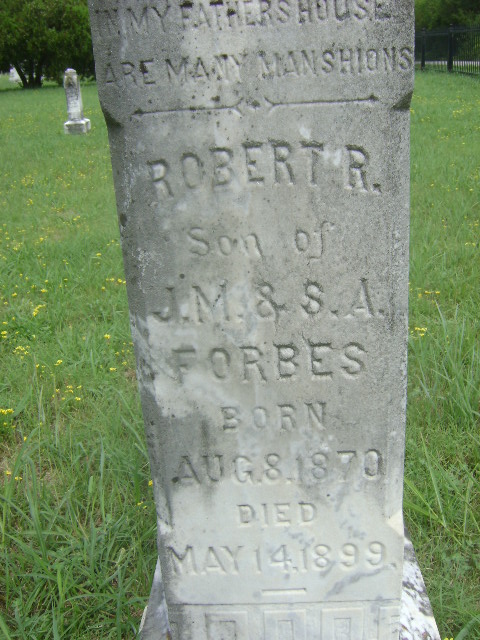 IN MY FATHERS HOUSE
ARE MANY MANSHIONS
ROBERT R.
Son of
J.M. & S.A.
FORBES
BORN
AUG.8.1870
DIED
MAY 14.1899.